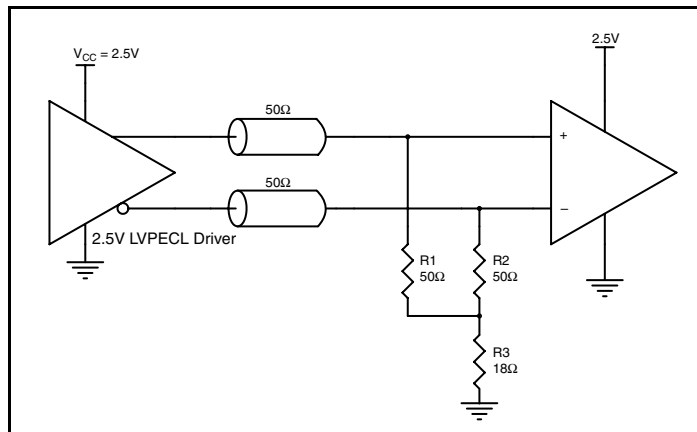 V_CC = 2.5V
2.5V
50Ω
+
50Ω
–
2.5V LVPECL Driver
R1
50Ω
R2
50Ω
R3
18Ω